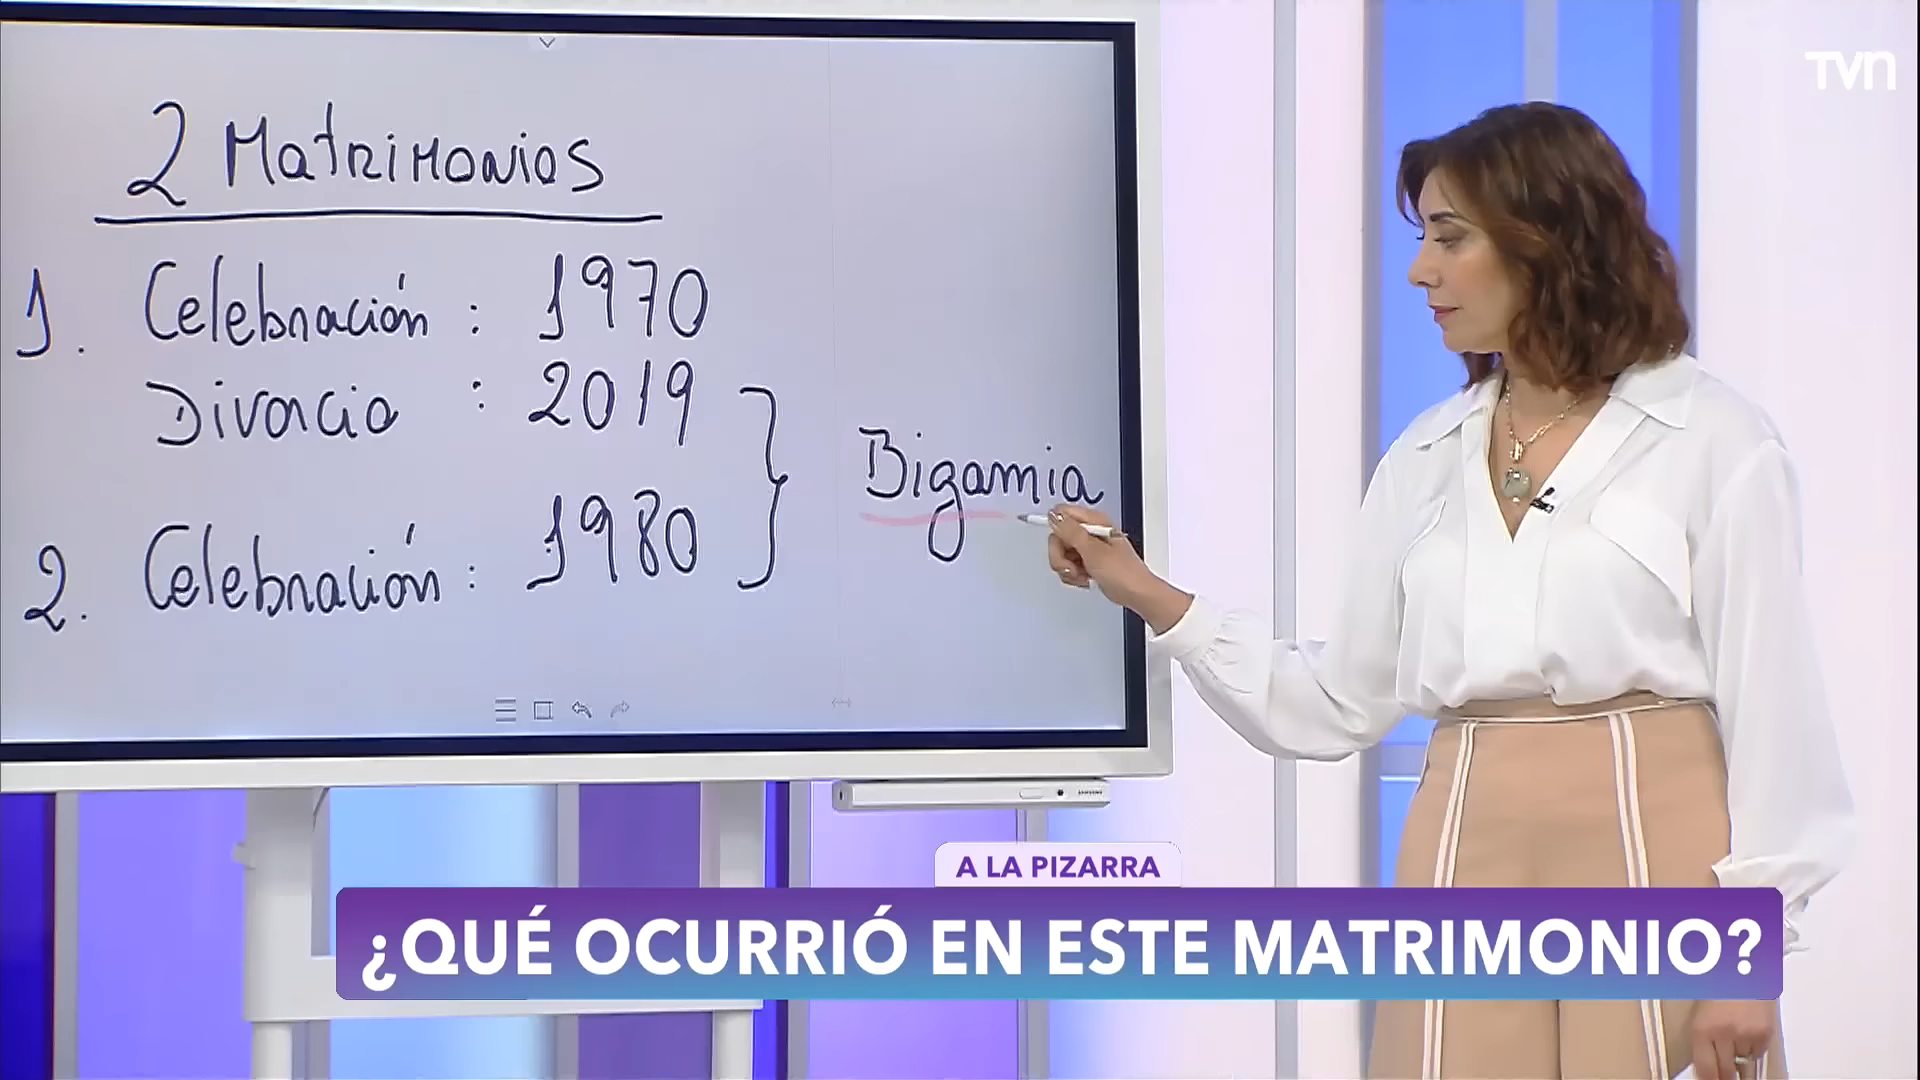 TVN
2 Matrimonios
1. Celebración : 1970
Divorcio : 2019
Bigamia
2. Celebración : 1980
SAMSUNG
A LA PIZARRA
¿QUÉ OCURRIÓ EN ESTE MATRIMONIO?